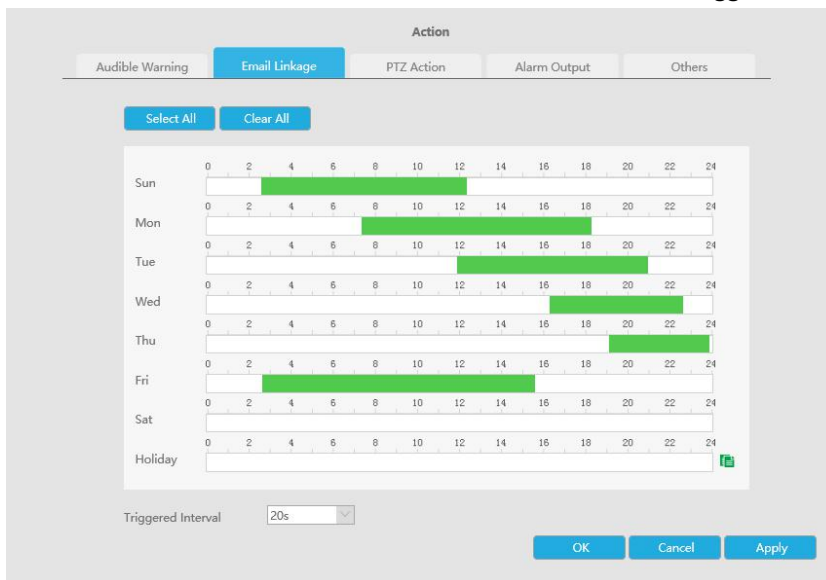 Action
Audible Warning Email Linkage PTZ Action Alarm Output Others
Select All Clear All
0 2 4 6 8 10 12 14 16 18 20 22 24
Sun
0 2 4 6 8 10 12 14 16 18 20 22 24
Mon
0 2 4 6 8 10 12 14 16 18 20 22 24
Tue
0 2 4 6 8 10 12 14 16 18 20 22 24
Wed
0 2 4 6 8 10 12 14 16 18 20 22 24
Thu
0 2 4 6 8 10 12 14 16 18 20 22 24
Fri
0 2 4 6 8 10 12 14 16 18 20 22 24
Sat
0 2 4 6 8 10 12 14 16 18 20 22 24
Holiday
Triggered Interval 20s
OK Cancel Apply